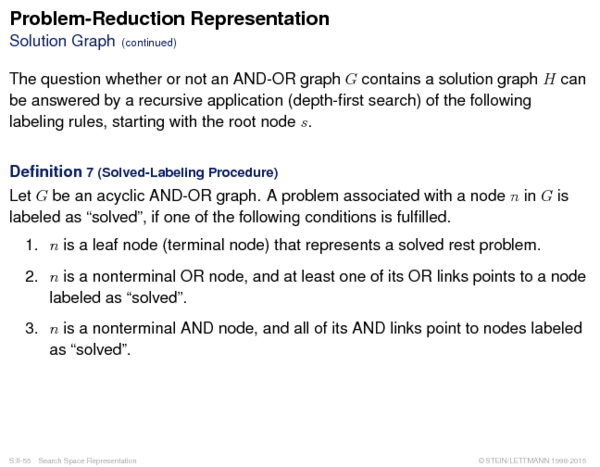 Problem-Reduction Representation
Solution Graph (continued)
The question whether or not an AND-OR graph G contains a solution graph H can
be answered by a recursive application (depth-first search) of the following
labeling rules, starting with the root node s.
Definition 7 (Solved-Labeling Procedure)
Let G be an acyclic AND-OR graph. A problem associated with a node n in G is
labeled as “solved”, if one of the following conditions is fulfilled.
1. n is a leaf node (terminal node) that represents a solved rest problem.
2. n is a nonterminal OR node, and at least one of its OR links points to a node
labeled as “solved”.
3. n is a nonterminal AND node, and all of its AND links point to nodes labeled
as “solved”.
S:II-55 Search Space Representation
© STEIN/LETTMANN 1998-2015